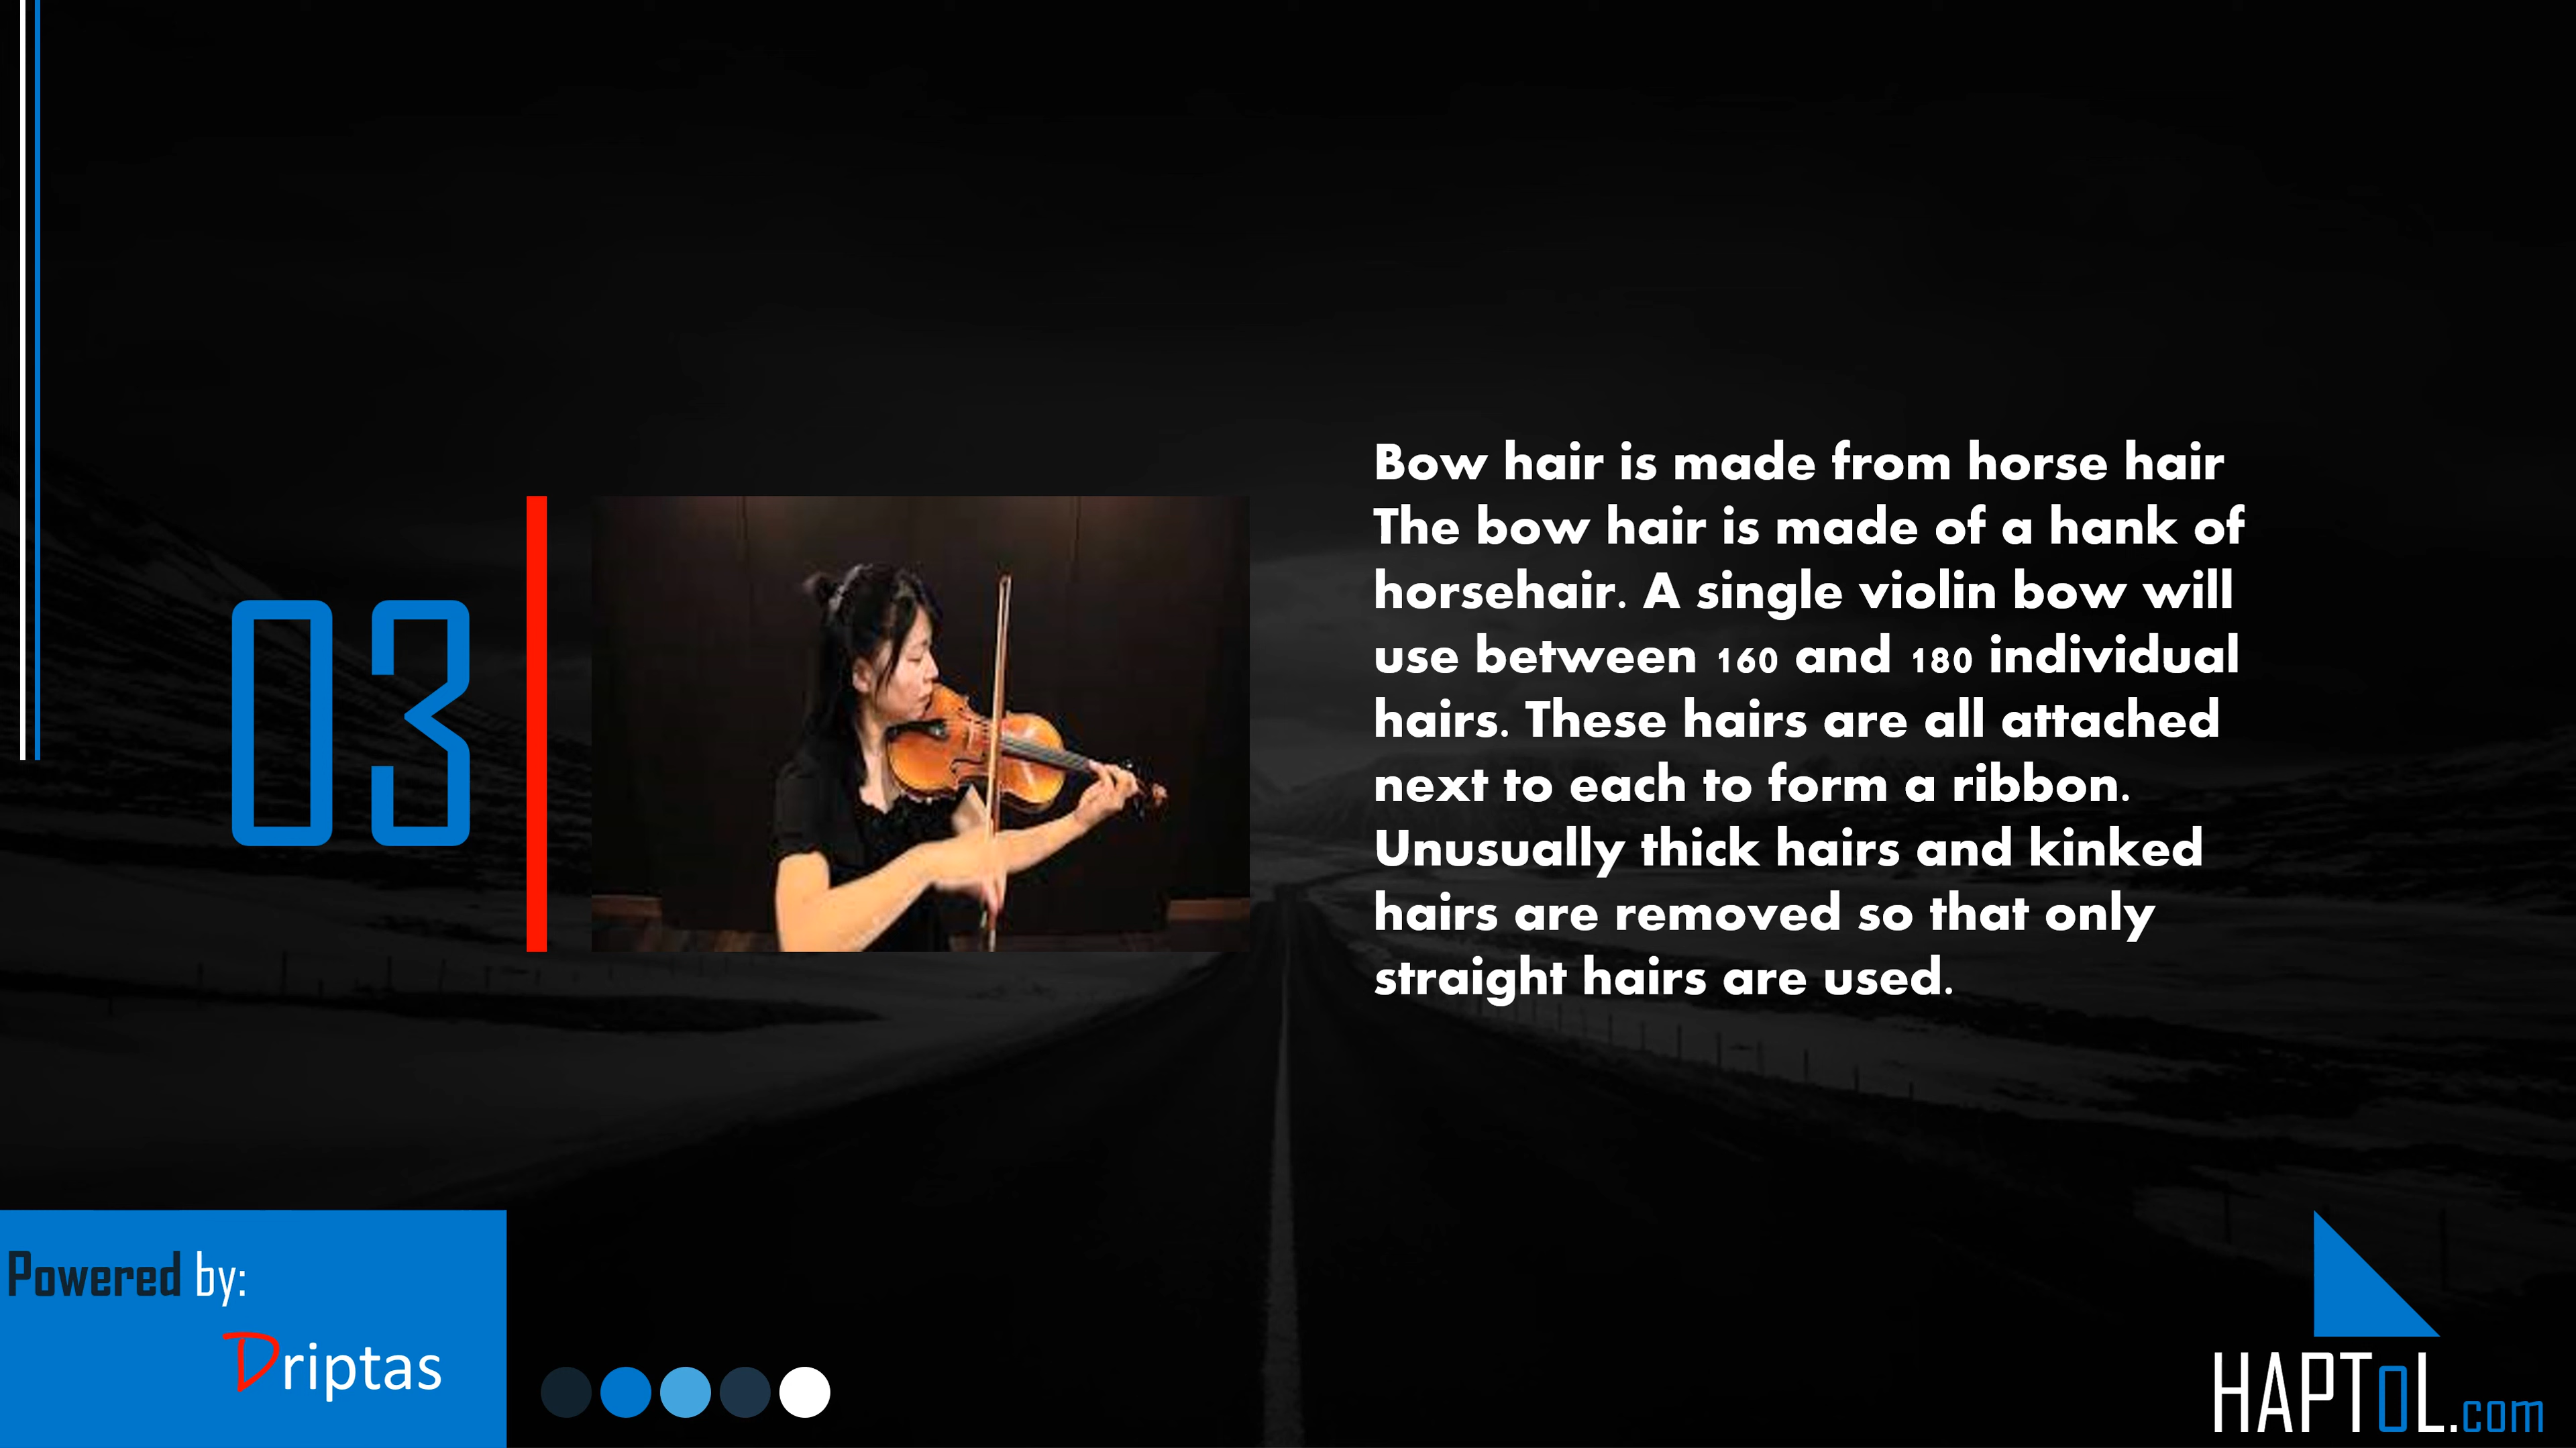 03
Bow hair is made from horse hair
The bow hair is made of a hank of
horsehair. A single violin bow will
use between 160 and 180 individual
hairs. These hairs are all attached
next to each to form a ribbon.
Unusually thick hairs and kinked
hairs are removed so that only
straight hairs are used.
Powered by:
Driptas
HAPToL.com